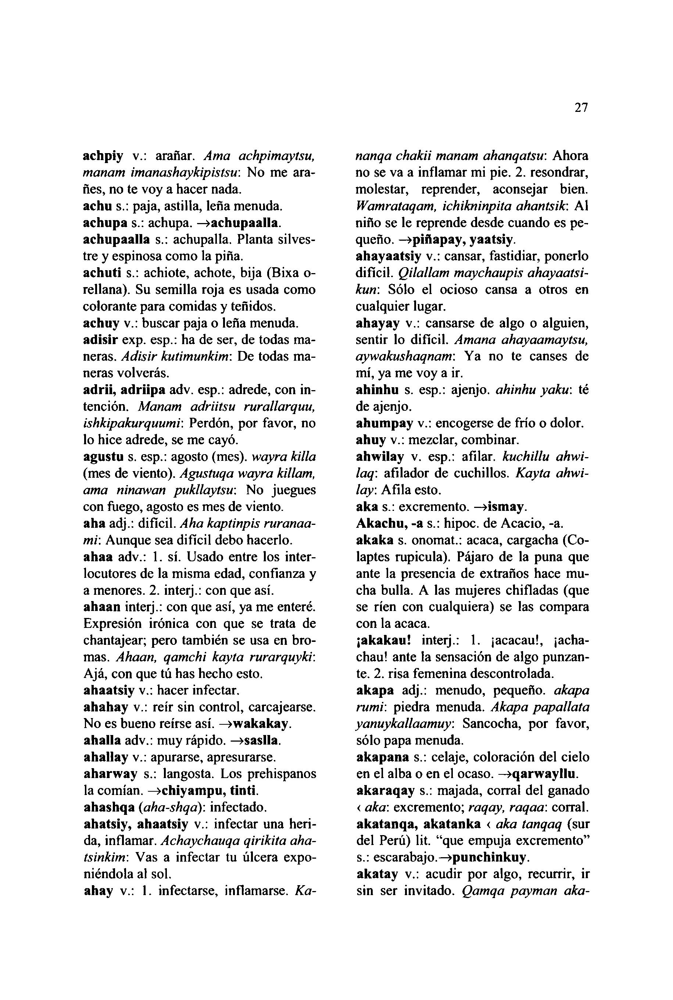 27
achpiy v.: arañar. Ama achpimaytsu,
manam imanashaykipistsu: No me ara-
ñes, no te voy a hacer nada.
achu s.: paja, astilla, leña menuda.
achupa s.: achupa. →achupaalla.
achupaalla s.: achupalla. Planta silves-
tre y espinosa como la piña.
achuti s.: achiote, achote, bija (Bixa o-
rellana). Su semilla roja es usada como
colorante para comidas y teñidos.
achuy v.: buscar paja o leña menuda.
adisir exp. esp.: ha de ser, de todas ma-
neras. Adisir kutimunkim: De todas ma-
neras volverás.
adrii, adriipa adv. esp.: adrede, con in-
tención. Manam adriitsu rurallarquu,
ishkipakurquumi: Perdón, por favor, no
lo hice adrede, se me cayó.
agustu s. esp.: agosto (mes). wayra killa
(mes de viento). Agustuqa wayra killam,
ama ninawan pukllaytsu: No juegues
con fuego, agosto es mes de viento.
aha adj.: difícil. Aha kaptinpis ruranaa-
mi: Aunque sea difícil debo hacerlo.
ahaa adv.: 1. sí. Usado entre los inter-
locutores de la misma edad, confianza y
a menores. 2. interj.: con que así.
ahaan interj.: con que así, ya me enteré.
Expresión irónica con que se trata de
chantajear; pero también se usa en bro-
mas. Ahaan, qamchi kayta rurarquyki:
Ajá, con que tú has hecho esto.
ahaatsiy v.: hacer infectar.
ahahay v.: reír sin control, carcajearse.
No es bueno reírse así. →wakakay.
ahalla adv.: muy rápido. →saslla.
ahallay v.: apurarse, apresurarse.
aharway s.: langosta. Los prehispanos
la comían. →chiyampu, tinti.
ahashqa (aha-shqa): infectado.
ahatsiy, ahaatsiy v.: infectar una heri-
da, inflamar. Achaychauqa qirikita aha-
tsinkim: Vas a infectar tu úlcera expo-
niéndola al sol.
ahay v.: 1. infectarse, inflamarse. Ka-
nanqa chakii manam ahanqatsu: Ahora
no se va a inflamar mi pie. 2. resondrar,
molestar, reprender, aconsejar bien.
Wamrataqam, ichikninpita ahantsik: Al
niño se le reprende desde cuando es pe-
queño. →piñapay, yaatsiy.
ahayaatsiy v.: cansar, fastidiar, ponerlo
difícil. Qilallam maychaupis ahayaatsi-
kun: Sólo el ocioso cansa a otros en
cualquier lugar.
ahayay v.: cansarse de algo o alguien,
sentir lo difícil. Amana ahayaamaytsu,
aywakushaqnam: Ya no te canses de
mí, ya me voy a ir.
ahinhu s. esp.: ajenjo. ahinhu yaku: té
de ajenjo.
ahumpay v.: encogerse de frío o dolor.
ahuy v.: mezclar, combinar.
ahwilay v. esp.: afilar. kuchillu ahwi-
laq: afilador de cuchillos. Kayta ahwi-
lay: Afila esto.
aka s.: excremento. →ismay.
Akachu, -a s.: hipoc. de Acacio, -a.
akaka s. onomat.: acaca, cargacha (Co-
laptes rupicula). Pájaro de la puna que
ante la presencia de extraños hace mu-
cha bulla. A las mujeres chifladas (que
se ríen con cualquiera) se las compara
con la acaca.
¡akakau! interj.: 1. ¡acacau!, ¡acha-
chau! ante la sensación de algo punzan-
te. 2. risa femenina descontrolada.
akapa adj.: menudo, pequeño. akapa
rumi: piedra menuda. Akapa papallata
yanuykallaamuy: Sancocha, por favor,
sólo papa menuda.
akapana s.: celaje, coloración del cielo
en el alba o en el ocaso. →qarwayllu.
akaraqay s.: majada, corral del ganado
‹ aka: excremento; raqay, raqaa: corral.
akatanqa, akatanka ‹ aka tanqaq (sur
del Perú) lit. “que empuja excremento”
s.: escarabajo.→punchinkuy.
akatay v.: acudir por algo, recurrir, ir
sin ser invitado. Qamqa payman aka-